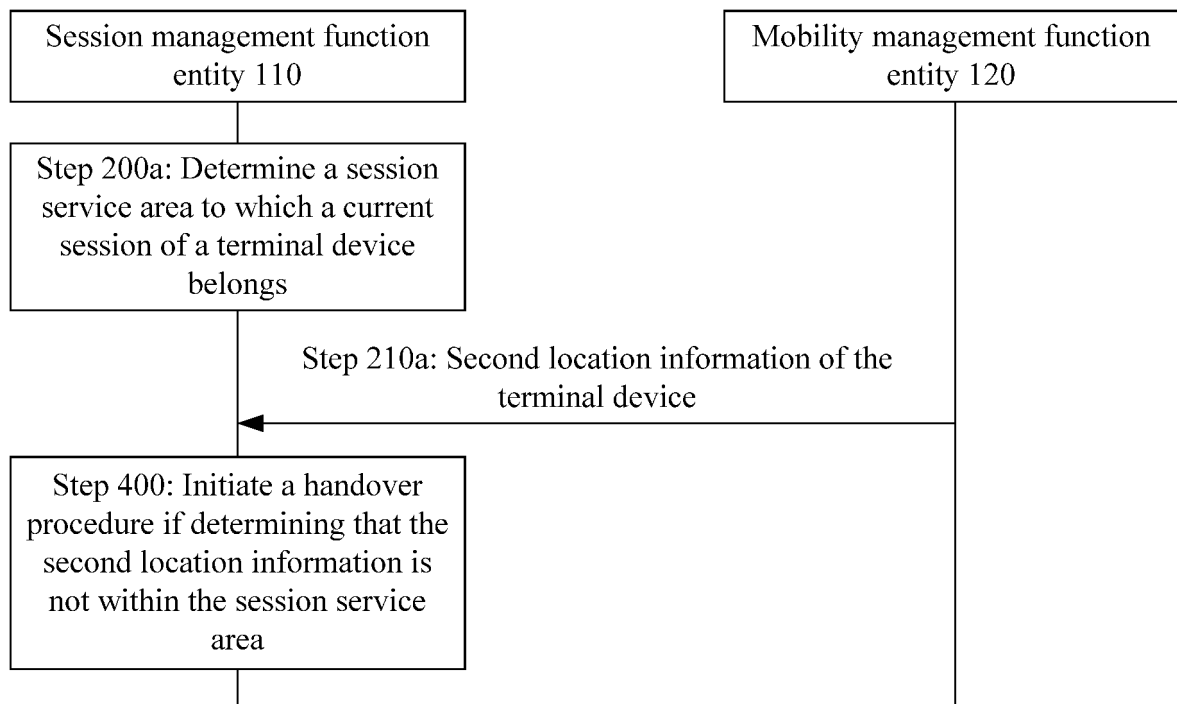 Session management function
entity 110
Mobility management function
entity 120
Step 200a: Determine a session
service area to which a current
session of a terminal device
belongs
Step 210a: Second location information of the
terminal device
Step 400: Initiate a handover
procedure if determining that the
second location information is
not within the session service
area